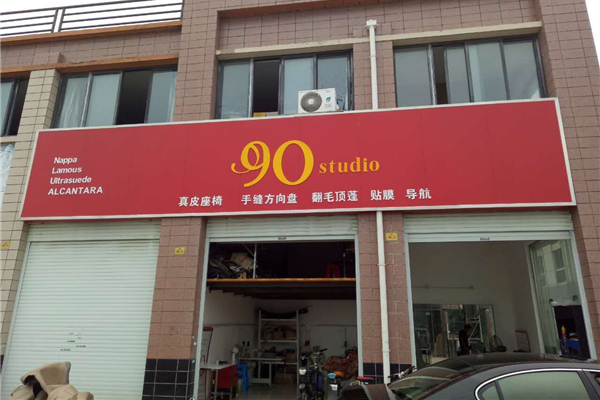 Nappa
Lamous
Ultrasuede
ALCANTARA
90 studio
真皮座椅 手缝方向盘 翻毛顶蓬 贴膜 导航